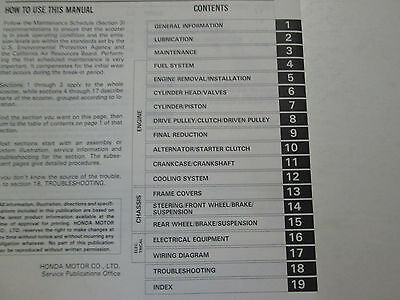 HOW TO USE THIS MANUAL
Follow the Maintenance Schedule (Section 3)
recommendations to ensure that the scooter
is in peak operating condition and the emission
levels are within the standards set by the
U.S. Environmental Protection Agency and
the California Air Resources Board. Perform-
ing the first scheduled maintenance is very
important. It compensates for the initial wear
that occurs during the break-in period.
Sections 1 through 3 apply to the whole
scooter, while sections 4 through 17 describe
parts of the scooter, grouped according to
location.
Find the section you want on this page, then
turn to the table of contents on page 1 of that
section.
Most sections start with an assembly or
system illustration, service information and
troubleshooting for the section. The subse-
quent pages give detailed procedures.
If you don't know the source of the trouble,
to section 18, TROUBLESHOOTING.
All information, illustrations, directions and specifi-
cations included in this publication are based on
the latest product information available at the
time of approval for printing. HONDA MOTOR
CO., LTD. reserves the right to make changes at
any time without notice and without incurring any
obligation whatever. No part of this publication
may be reproduced without written permission.
HONDA MOTOR CO., LTD.
Service Publications Office
CONTENTS
GENERAL INFORMATION 1
LUBRICATION 2
MAINTENANCE 3
ENGINE
FUEL SYSTEM 4
ENGINE REMOVAL/INSTALLATION 5
CYLINDER HEAD/VALVES 6
CYLINDER/PISTON 7
DRIVE PULLEY/CLUTCH/DRIVEN PULLEY 8
FINAL REDUCTION 9
ALTERNATOR/STARTER CLUTCH 10
CRANKCASE/CRANKSHAFT 11
COOLING SYSTEM 12
CHASSIS
FRAME COVERS 13
STEERING/FRONT WHEEL/BRAKE/
SUSPENSION 14
REAR WHEEL/BRAKE/SUSPENSION 15
ELECTRICAL
ELECTRICAL EQUIPMENT 16
WIRING DIAGRAM 17
TROUBLESHOOTING 18
INDEX 19